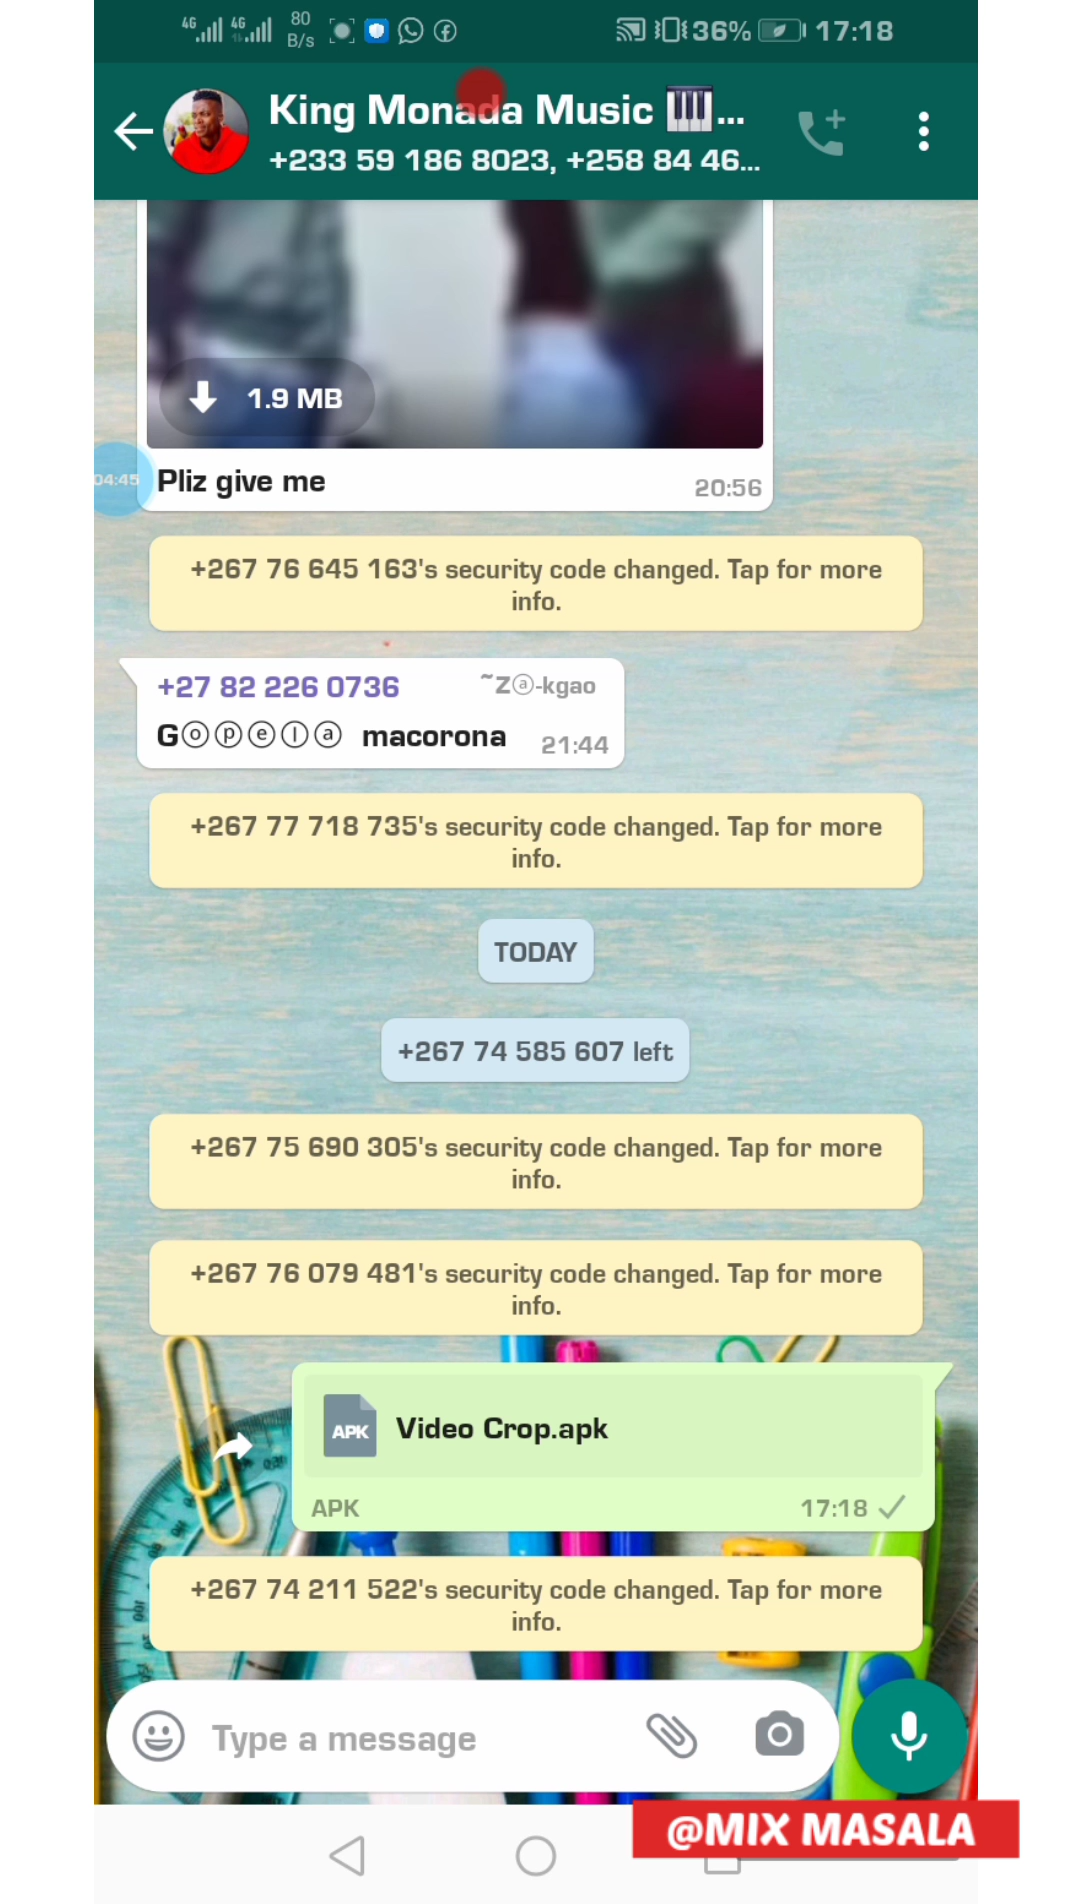 4G 4G 80 B/s 36% 17:18
King Monada Music 🎹...
+233 59 186 8023, +258 84 46...
1.9 MB
04:45
Pliz give me 20:56
+267 76 645 163's security code changed. Tap for more
info.
+27 82 226 0736 ~Zⓐ-kgao
Gⓞⓟⓔⓛⓐ macorona 21:44
+267 77 718 735's security code changed. Tap for more
info.
TODAY
+267 74 585 607 left
+267 75 690 305's security code changed. Tap for more
info.
+267 76 079 481's security code changed. Tap for more
info.
APK Video Crop.apk
APK 17:18
+267 74 211 522's security code changed. Tap for more
info.
Type a message
@MIX MASALA